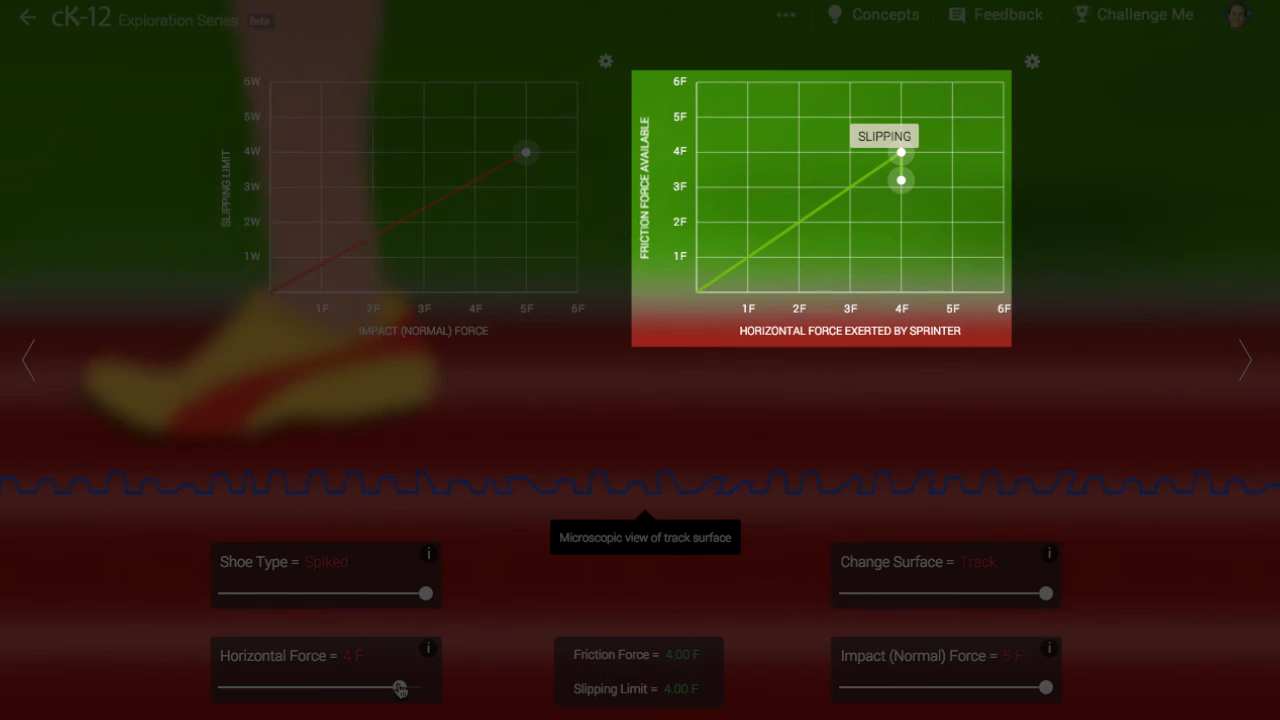 cK-12 Exploration Series Beta
Concepts
Feedback
Challenge Me
6W
5W
4W
3W
2W
1W
SLIPPING LIMIT
1F 2F 3F 4F 5F 6F
IMPACT (NORMAL) FORCE
6F
5F
4F
3F
2F
1F
FRICTION FORCE AVAILABLE
SLIPPING
1F 2F 3F 4F 5F 6F
HORIZONTAL FORCE EXERTED BY SPRINTER
Microscopic view of track surface
Shoe Type = Spiked
i
Change Surface = Track
i
Horizontal Force = 4 F
i
Friction Force = 4.00 F
Slipping Limit = 4.00 F
Impact (Normal) Force = 5 F
i